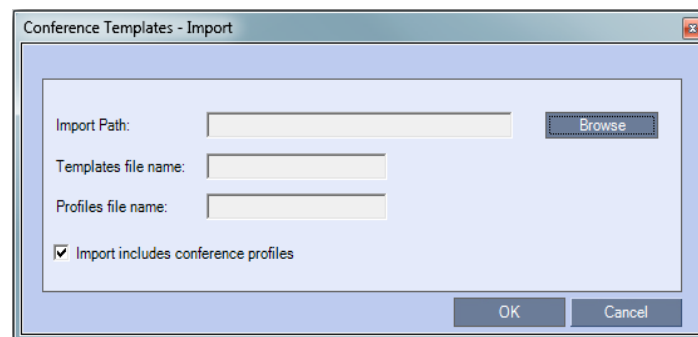 Conference Templates - Import
Import Path:
Browse
Templates file name:
Profiles file name:
Import includes conference profiles
OK
Cancel